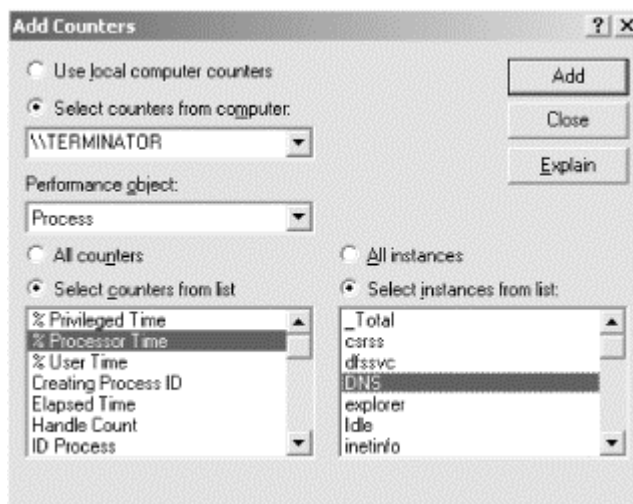 Add Counters
Use local computer counters
Select counters from computer:
\\TERMINATOR
Performance object:
Process
All counters
Select counters from list
% Privileged Time
% Processor Time
% User Time
Creating Process ID
Elapsed Time
Handle Count
ID Process
All instances
Select instances from list:
_Total
csrss
dfssvc
DNS
explorer
Idle
inetinfo
Add
Close
Explain